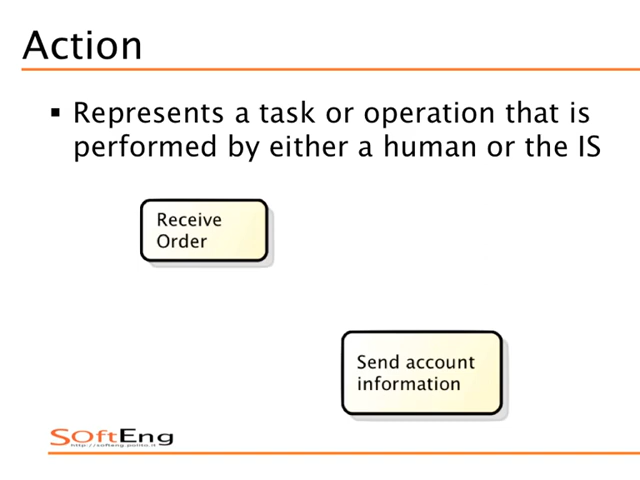 Action
▪ Represents a task or operation that is
performed by either a human or the IS
Receive
Order
Send account
information
SOftEng
http://softeng.polito.it